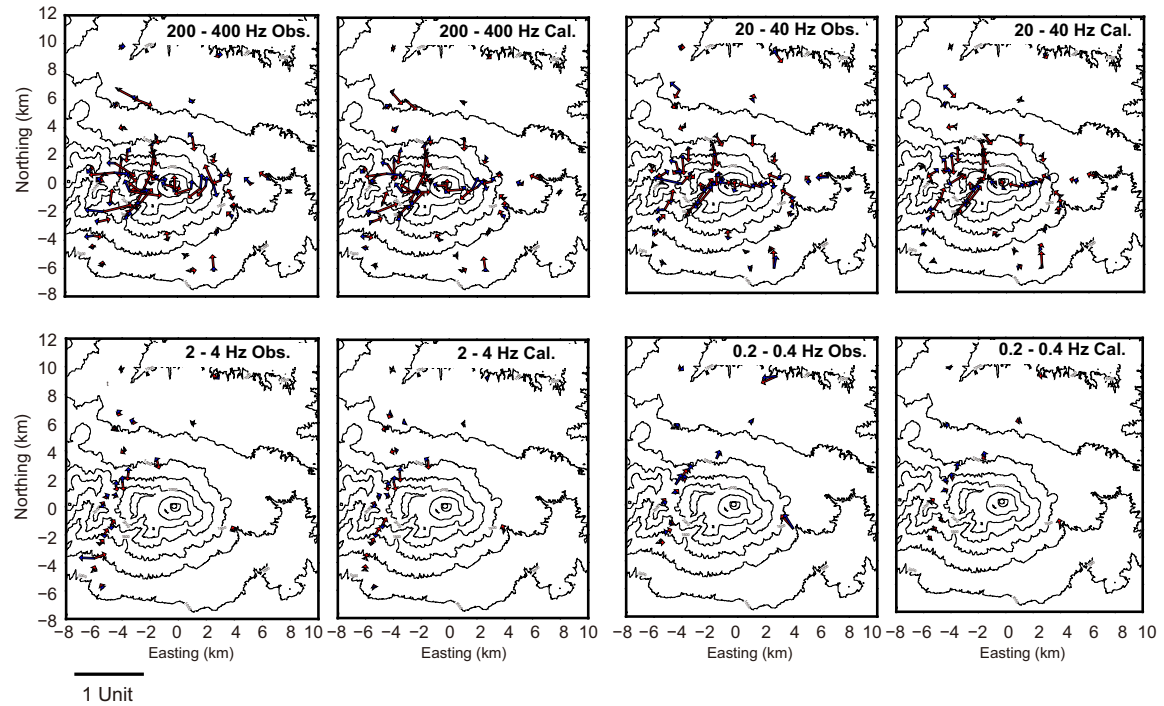 200 - 400 Hz Obs.
200 - 400 Hz Cal.
20 - 40 Hz Obs.
20 - 40 Hz Cal.
12
10
8
6
4
2
0
−2
−4
−6
−8
Northing (km)
2 - 4 Hz Obs.
2 - 4 Hz Cal.
0.2 - 0.4 Hz Obs.
0.2 - 0.4 Hz Cal.
12
10
8
6
4
2
0
−2
−4
−6
−8
Northing (km)
−8 −6 −4 −2 0 2 4 6 8 10
−8 −6 −4 −2 0 2 4 6 8 10
−8 −6 −4 −2 0 2 4 6 8 10
−8 −6 −4 −2 0 2 4 6 8 10
Easting (km)
Easting (km)
Easting (km)
Easting (km)
1 Unit